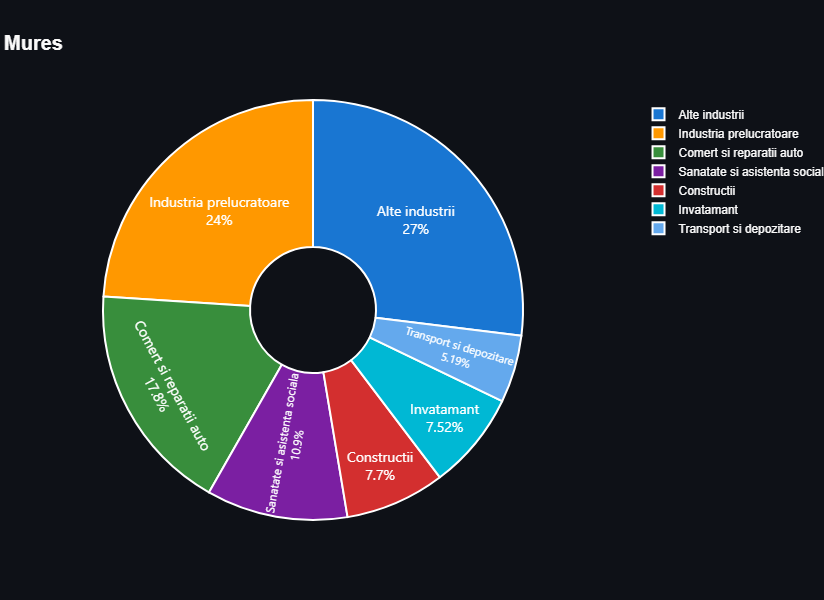 Mures
Alte industrii
27%
Industria prelucratoare
24%
Comert si reparatii auto
17.8%
Sanatate si asistenta sociala
10.9%
Constructii
7.7%
Invatamant
7.52%
Transport si depozitare
5.19%
Alte industrii
Industria prelucratoare
Comert si reparatii auto
Sanatate si asistenta social
Constructii
Invatamant
Transport si depozitare